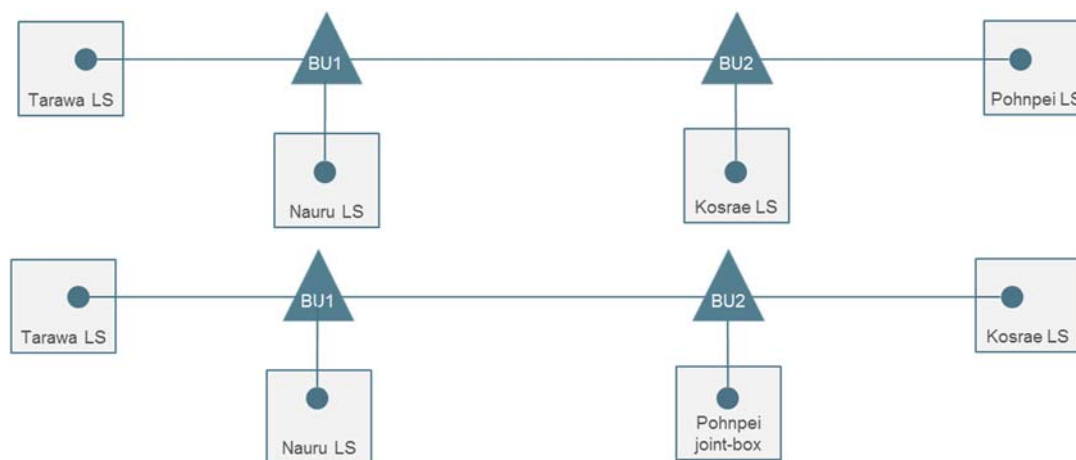 BU1
BU2
Tarawa LS
Pohnpei LS
Nauru LS
Kosrae LS
BU1
BU2
Tarawa LS
Kosrae LS
Nauru LS
Pohnpei
joint-box